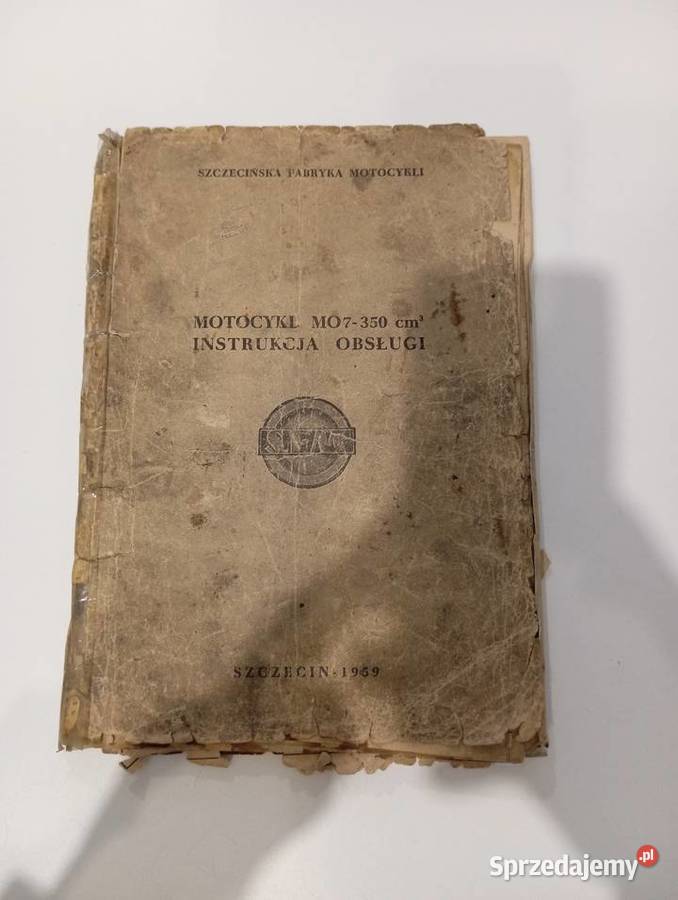 SZCZECIŃSKA FABRYKA MOTOCYKLI
MOTOCYKL MO7-350 cm³
INSTRUKCJA OBSŁUGI
SZCZECIN-1959
Sprzedajemy.pl